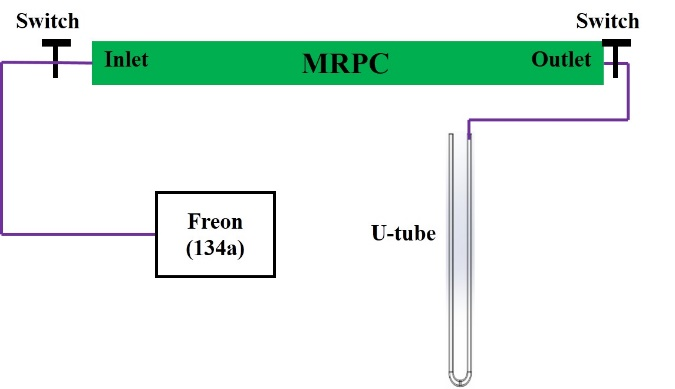 Switch
Switch
Inlet
MRPC
Outlet
Freon
(134a)
U-tube